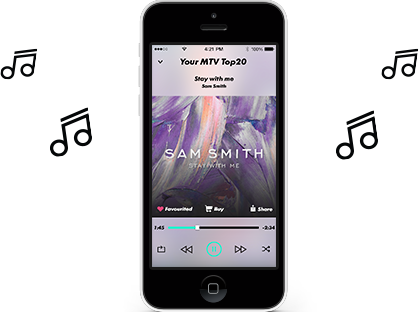 4:21 PM
100%
Your MTV Top20
Stay with me
Sam Smith
SAM SMITH
STAY WITH ME
Favourited
Buy
Share
1:45
-2:34